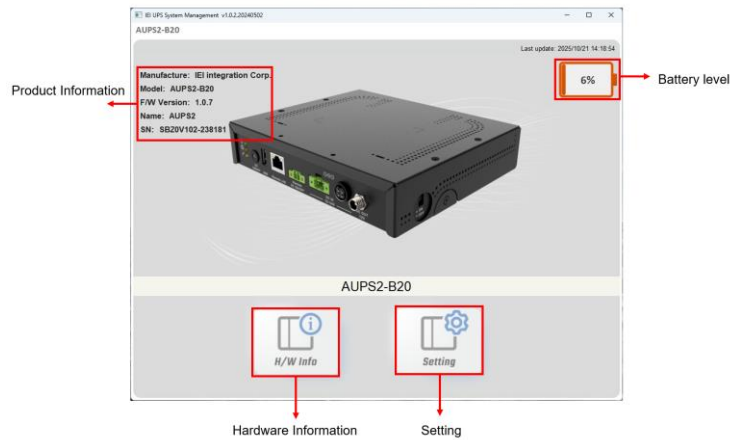 IEI UPS System Management v1.0.2.20240502
AUPS2-B20
Last update: 2025/10/21 14:18:54
Manufacture: IEI integration Corp.
Model: AUPS2-B20
F/W Version: 1.0.7
Name: AUPS2
SN: SBZ0V102-238181
6%
Product Information
Battery level
AUPS2-B20
H/W Info
Setting
Hardware Information
Setting